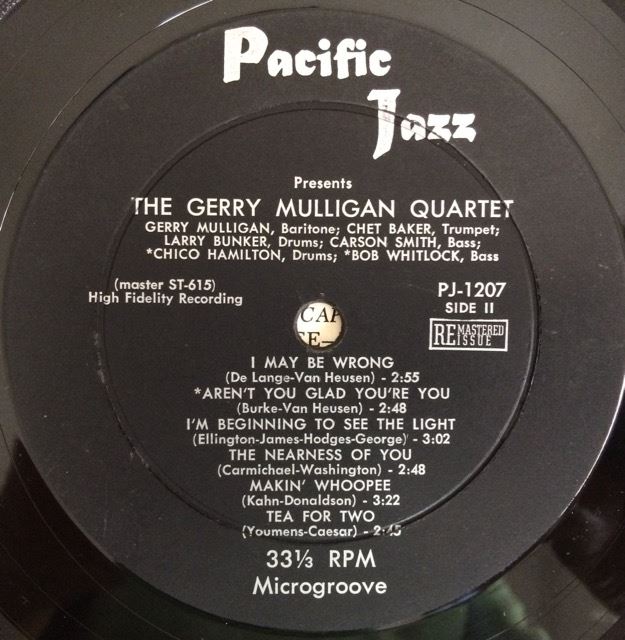 Pacific
Jazz
Presents
THE GERRY MULLIGAN QUARTET
GERRY MULLIGAN, Baritone; CHET BAKER, Trumpet;
LARRY BUNKER, Drums; CARSON SMITH, Bass;
*CHICO HAMILTON, Drums; *BOB WHITLOCK, Bass
(master ST-615)
High Fidelity Recording
PJ-1207
SIDE II
REMASTERED
REISSUE
CAP
E—
I MAY BE WRONG
(De Lange-Van Heusen) - 2:55
*AREN'T YOU GLAD YOU'RE YOU
(Burke-Van Heusen) - 2:48
I'M BEGINNING TO SEE THE LIGHT
(Ellington-James-Hodges-George) - 3:02
THE NEARNESS OF YOU
(Carmichael-Washington) - 2:48
MAKIN' WHOOPEE
(Kahn-Donaldson) - 3:22
TEA FOR TWO
(Youmens-Caesar) - 2:45
33⅓ RPM
Microgroove